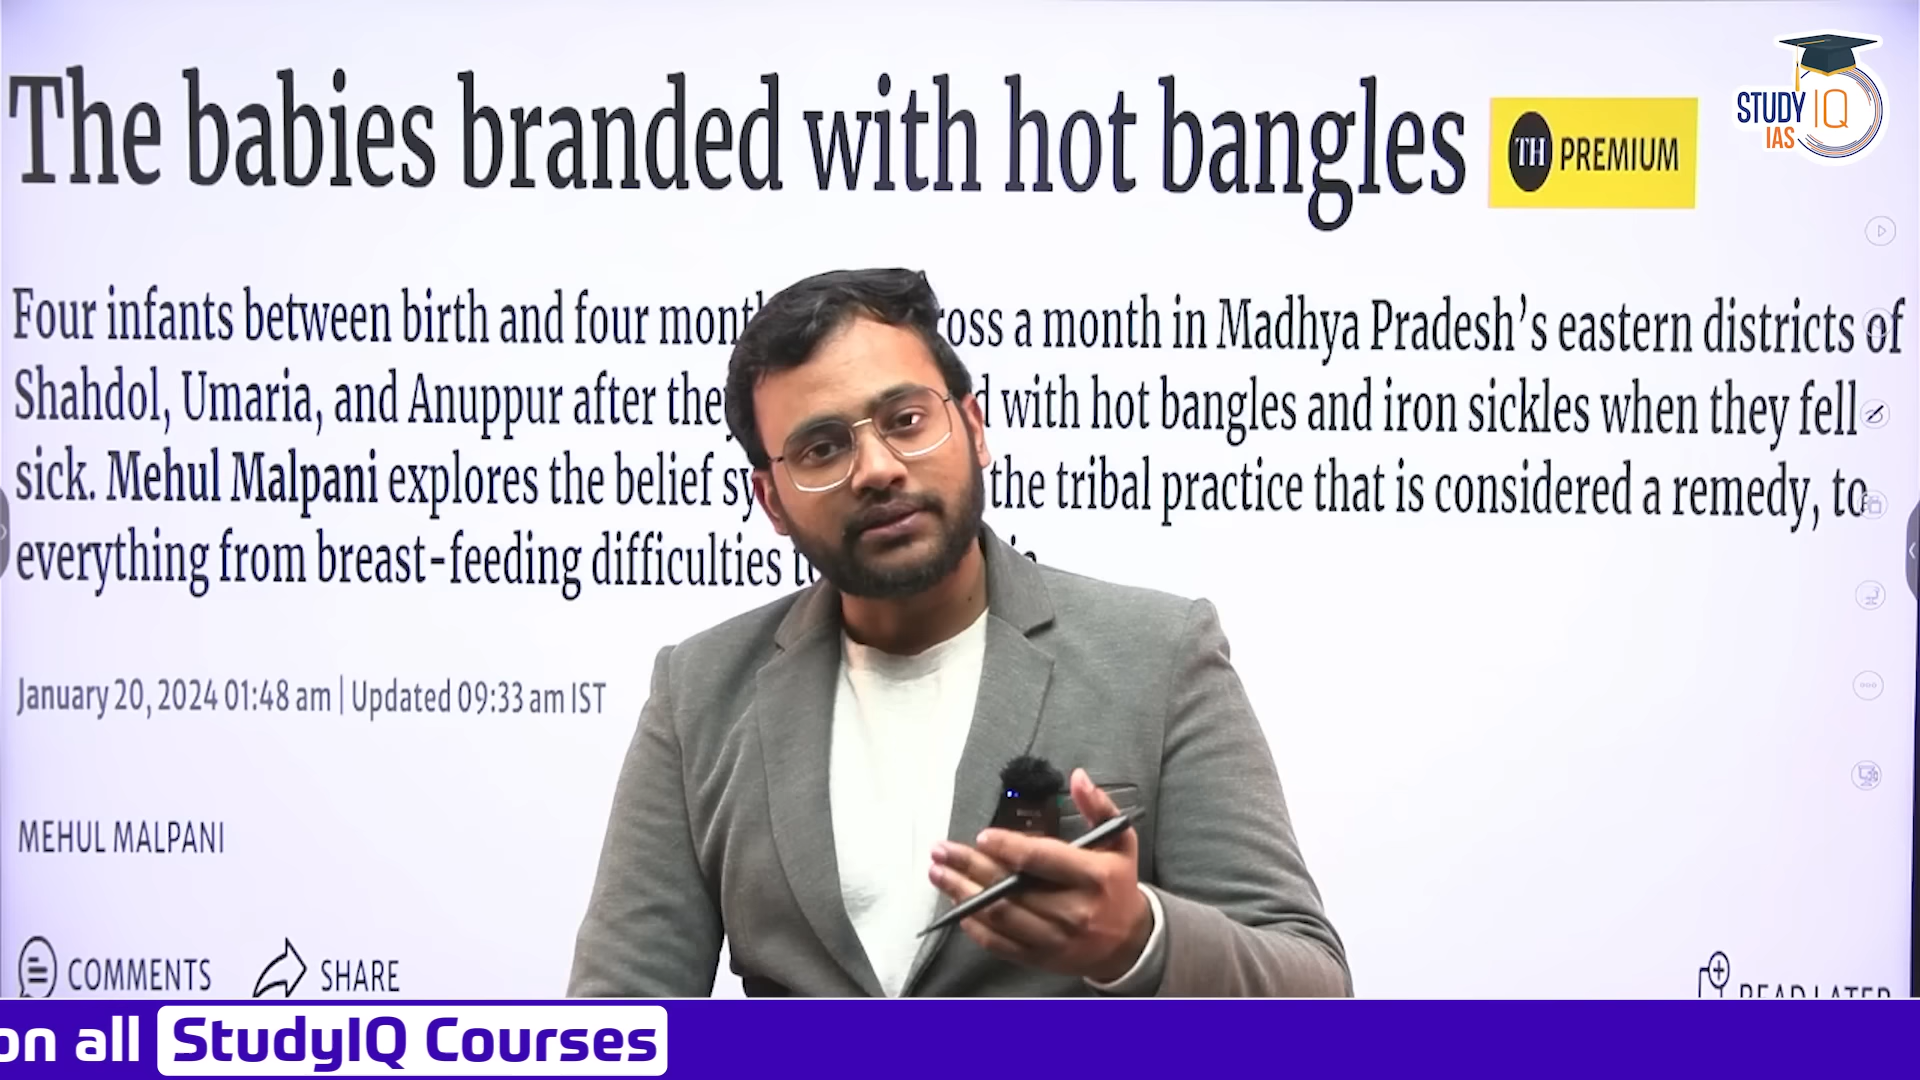 The babies branded with hot bangles TH PREMIUM
STUDY IQ
IAS
Four infants between birth and four month ross a month in Madhya Pradesh's eastern districts of
Shahdol, Umaria, and Anuppur after they d with hot bangles and iron sickles when they fell
sick. Mehul Malpani explores the belief sy the tribal practice that is considered a remedy, to
everything from breast-feeding difficulties
January 20, 2024 01:48 am | Updated 09:33 am IST
MEHUL MALPANI
COMMENTS SHARE READ LATER
on all StudyIQ Courses